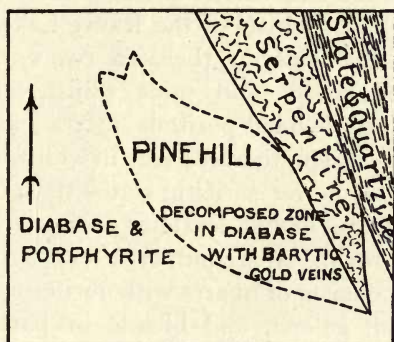 Serpentine
Slate & Quartzite
PINEHILL
DECOMPOSED ZONE
IN DIABASE
WITH BARYTIC
GOLD VEINS
DIABASE &
PORPHYRITE